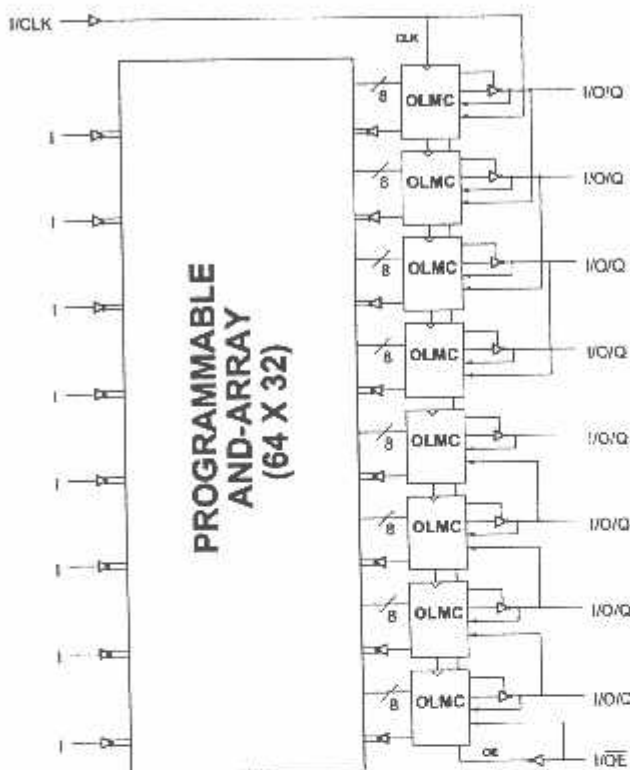 I/CLK
CLK
8
OLMC
I/O/Q
I
8
OLMC
I/O/Q
I
8
OLMC
I/O/Q
I
8
OLMC
I/O/Q
I
PROGRAMMABLE
AND-ARRAY
(64 X 32)
8
OLMC
I/O/Q
I
8
OLMC
I/O/Q
I
8
OLMC
I/O/Q
I
8
OLMC
I/O/Q
I
OE
I/OE